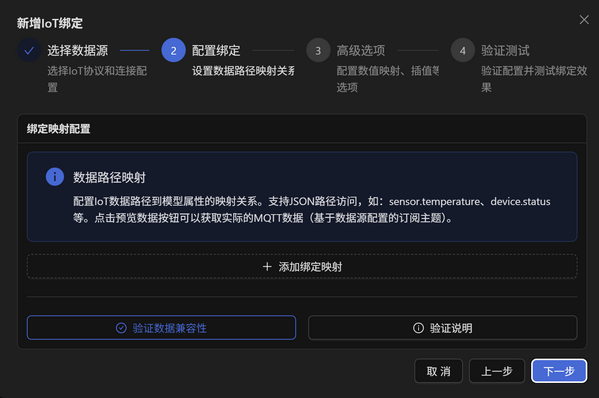 新增IoT绑定
选择数据源
选择IoT协议和连接配
置
2
配置绑定
设置数据路径映射关系
3
高级选项
配置数值映射、插值等
选项
4
验证测试
验证配置并测试绑定效
果
绑定映射配置
数据路径映射
配置IoT数据路径到模型属性的映射关系。支持JSON路径访问，如：sensor.temperature、device.status
等。点击预览数据按钮可以获取实际的MQTT数据（基于数据源配置的订阅主题）。
添加绑定映射
验证数据兼容性
验证说明
取 消
上一步
下一步